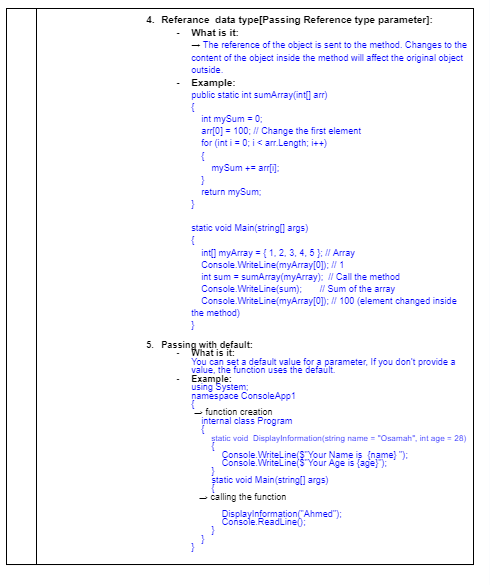 4. Referance data type[Passing Reference type parameter]:
- What is it:
→ The reference of the object is sent to the method. Changes to the
content of the object inside the method will affect the original object
outside.
- Example:
public static int sumArray(int[] arr)
{
int mySum = 0;
arr[0] = 100; // Change the first element
for (int i = 0; i < arr.Length; i++)
{
mySum += arr[i];
}
return mySum;
}
static void Main(string[] args)
{
int[] myArray = { 1, 2, 3, 4, 5 }; // Array
Console.WriteLine(myArray[0]); // 1
int sum = sumArray(myArray); // Call the method
Console.WriteLine(sum); // Sum of the array
Console.WriteLine(myArray[0]); // 100 (element changed inside
the method)
}
5. Passing with default:
- What is it:
You can set a default value for a parameter, If you don't provide a
value, the function uses the default.
- Example:
using System;
namespace ConsoleApp1
{
→ function creation
internal class Program
{
static void DisplayInformation(string name = "Osamah", int age = 28)
{
Console.WriteLine($"Your Name is {name} ");
Console.WriteLine($"Your Age is {age}");
}
static void Main(string[] args)
{
→ calling the function
DisplayInformation("Ahmed");
Console.ReadLine();
}
}
}